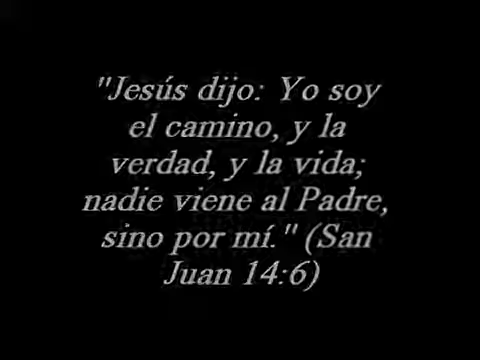 "Jesús dijo: Yo soy
el camino, y la
verdad, y la vida;
nadie viene al Padre,
sino por mí." (San
Juan 14:6)